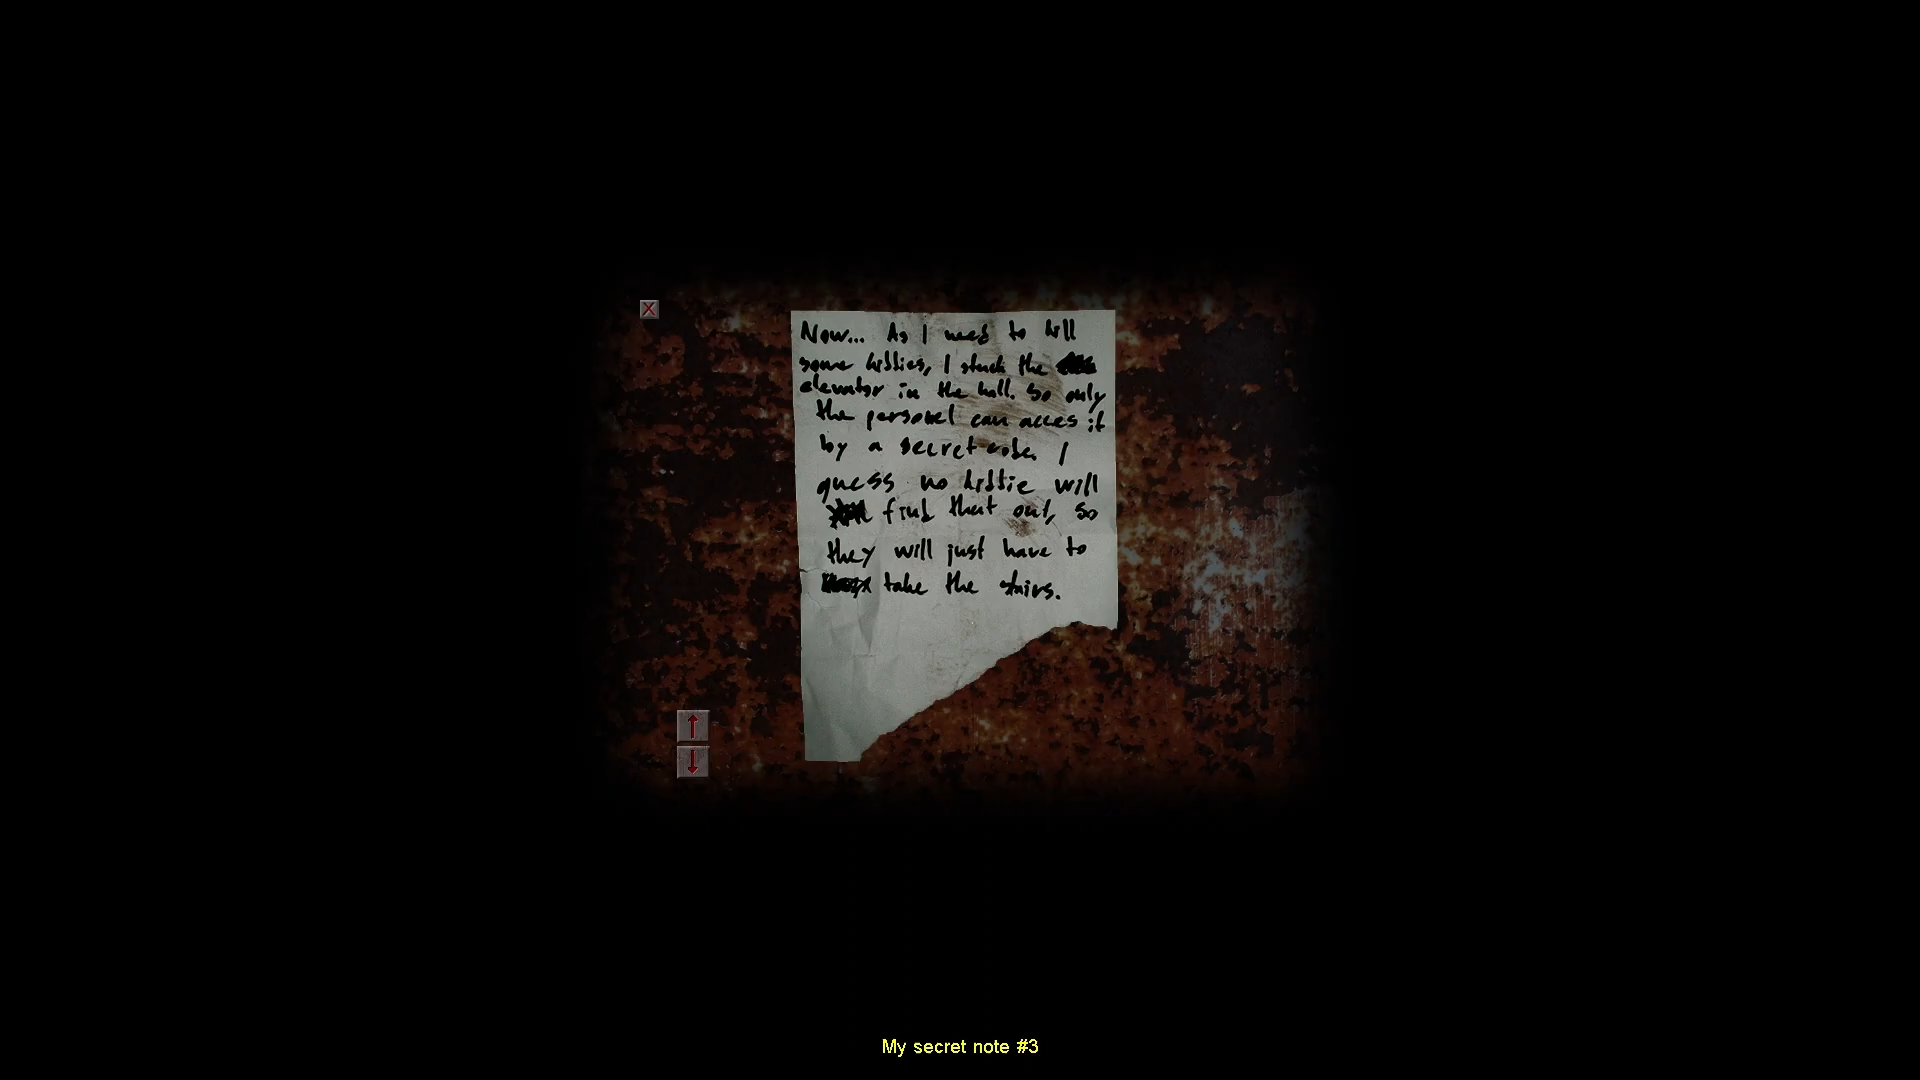 Now... As I need to kill
some kiddies, I stuck the
elevator in the hall. So only
the personel can acces it
by a secret code. I
guess no kiddie will
find that out, so
they will just have to
take the stairs.
My secret note #3